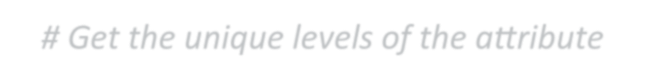 # Get the unique levels of the attribute